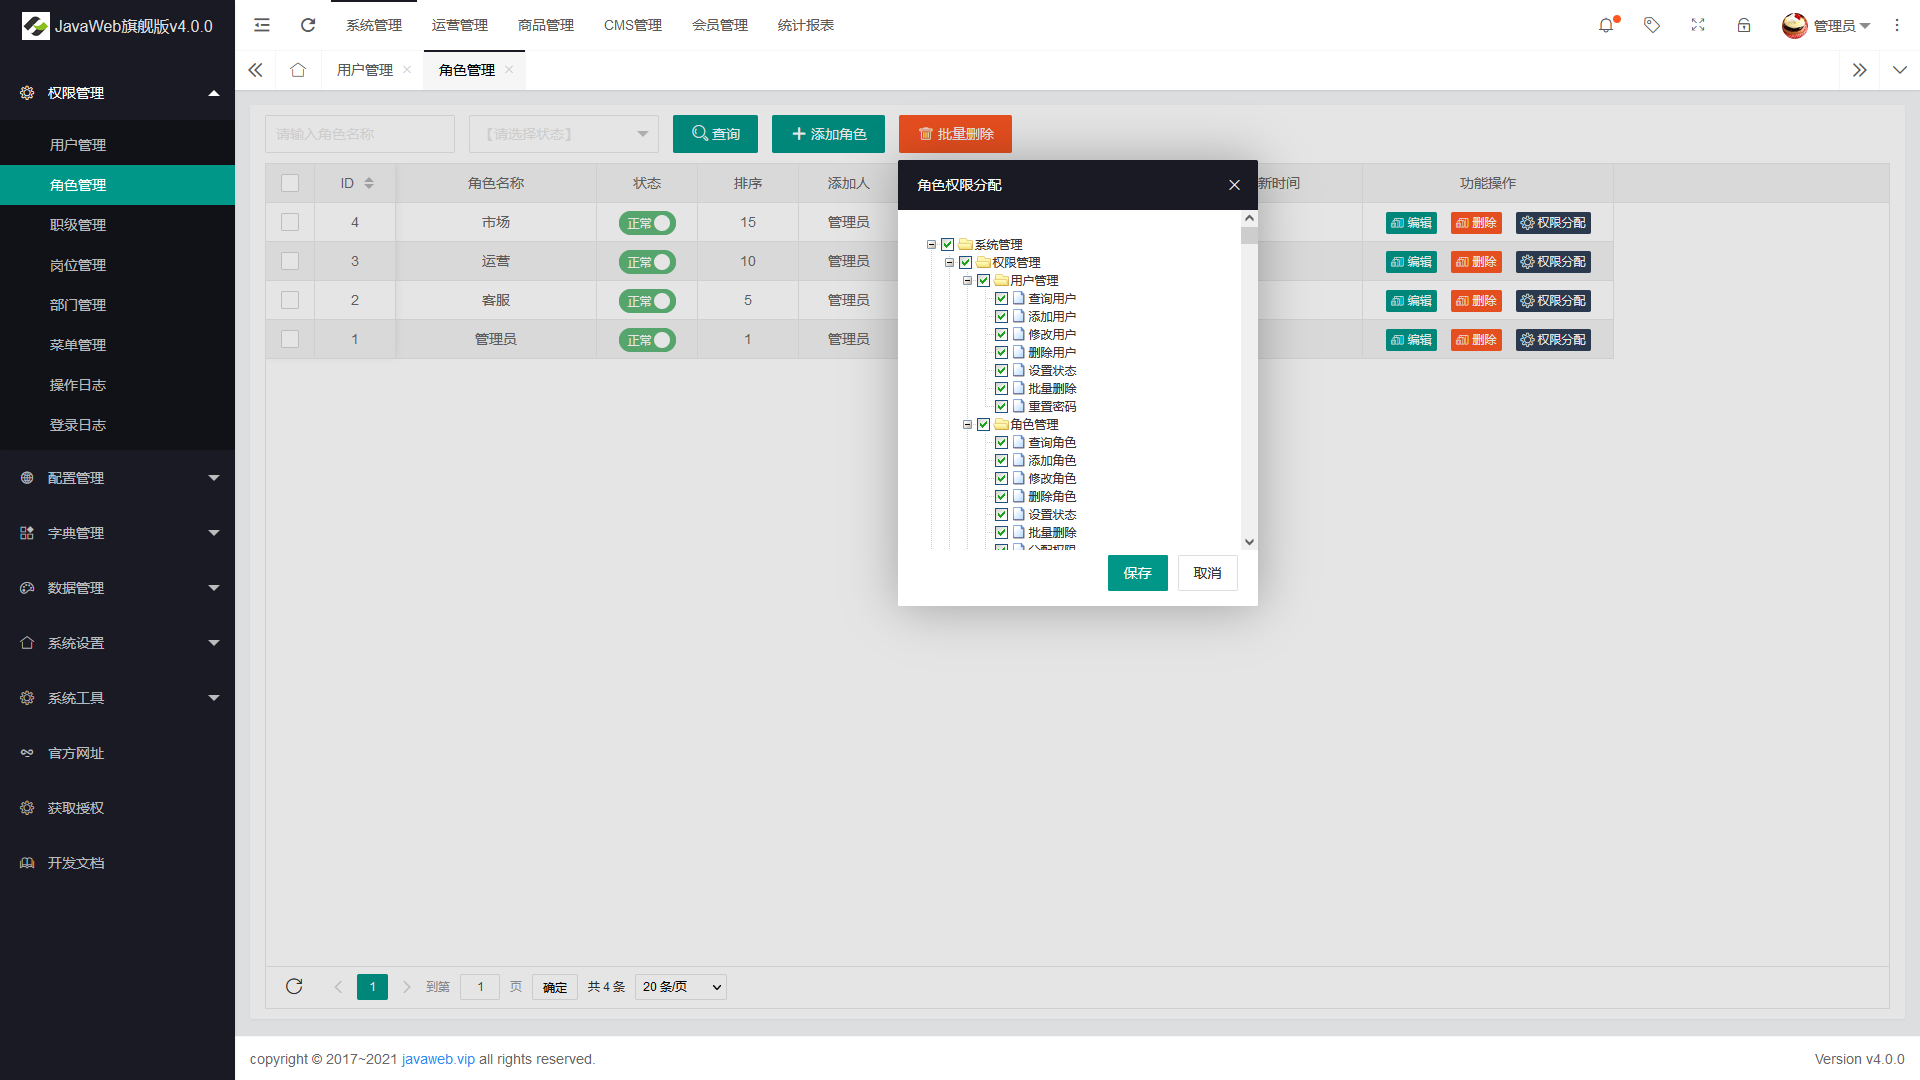 JavaWeb旗舰版v4.0.0
系统管理 运营管理 商品管理 CMS管理 会员管理 统计报表
管理员
用户管理 角色管理
权限管理
用户管理
角色管理
职级管理
岗位管理
部门管理
菜单管理
操作日志
登录日志
配置管理
字典管理
数据管理
系统设置
系统工具
官方网址
获取授权
开发文档
请输入角色名称 【请选择状态】 查询 添加角色 批量删除
ID 角色名称 状态 排序 添加人 新时间 功能操作
4 市场 正常 15 管理员 编辑 删除 权限分配
3 运营 正常 10 管理员 编辑 删除 权限分配
2 客服 正常 5 管理员 编辑 删除 权限分配
1 管理员 正常 1 管理员 编辑 删除 权限分配
角色权限分配
系统管理
权限管理
用户管理
查询用户
添加用户
修改用户
删除用户
设置状态
批量删除
重置密码
角色管理
查询角色
添加角色
修改角色
删除角色
设置状态
批量删除
分配权限
保存 取消
1 到第 1 页 确定 共 4 条 20 条/页
copyright © 2017~2021 javaweb.vip all rights reserved.
Version v4.0.0